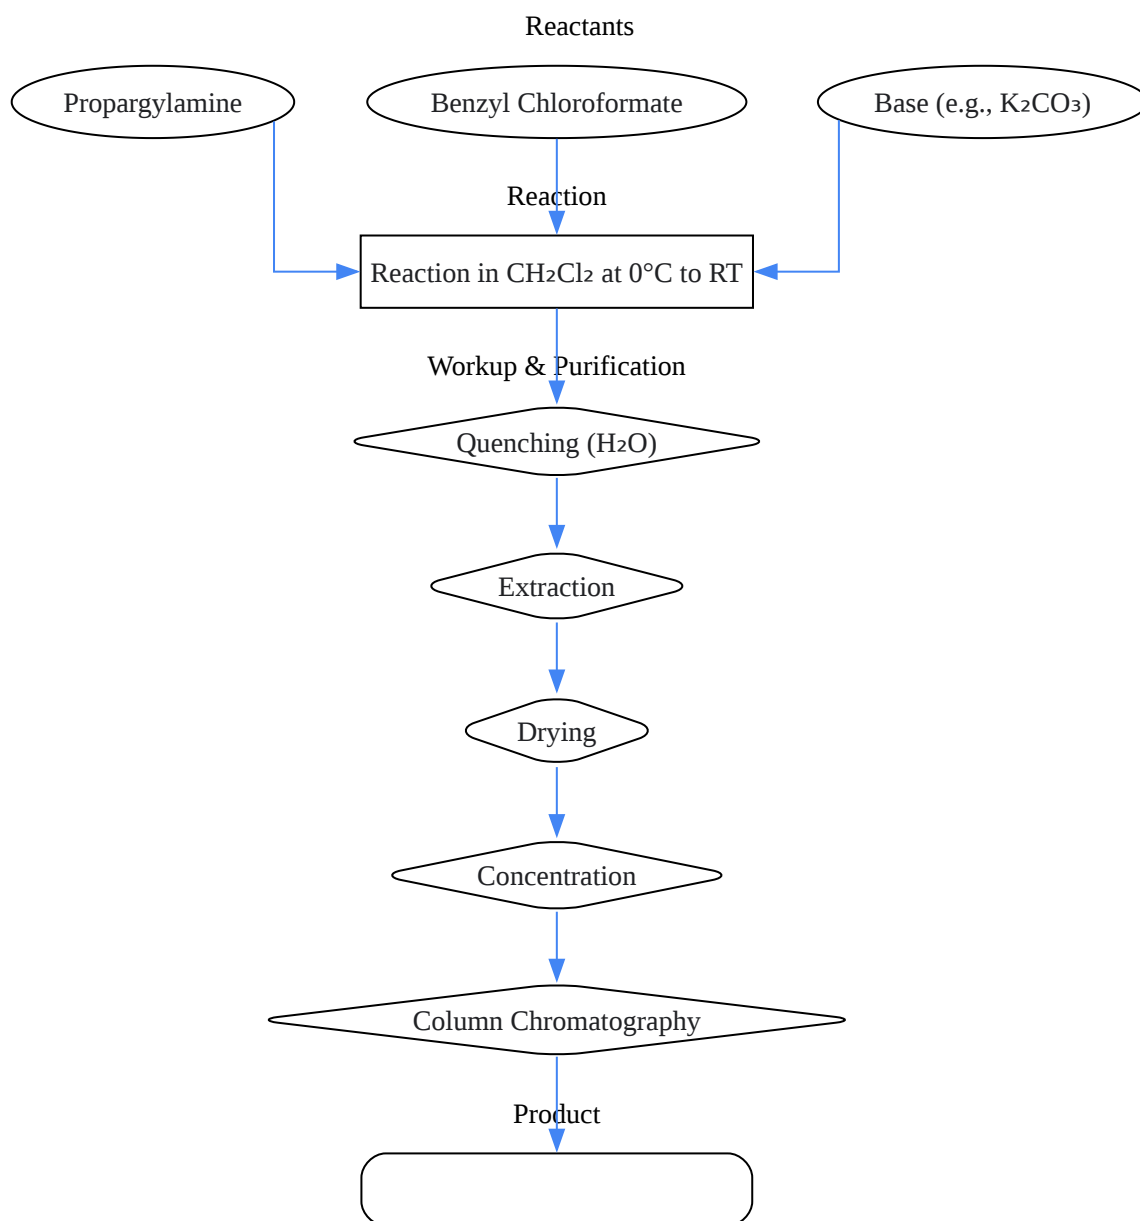 Reactants
Propargylamine
Benzyl Chloroformate
Base (e.g., K₂CO₃)
Reaction
Reaction in CH₂Cl₂ at 0°C to RT
Workup & Purification
Quenching (H₂O)
Extraction
Drying
Concentration
Column Chromatography
Product